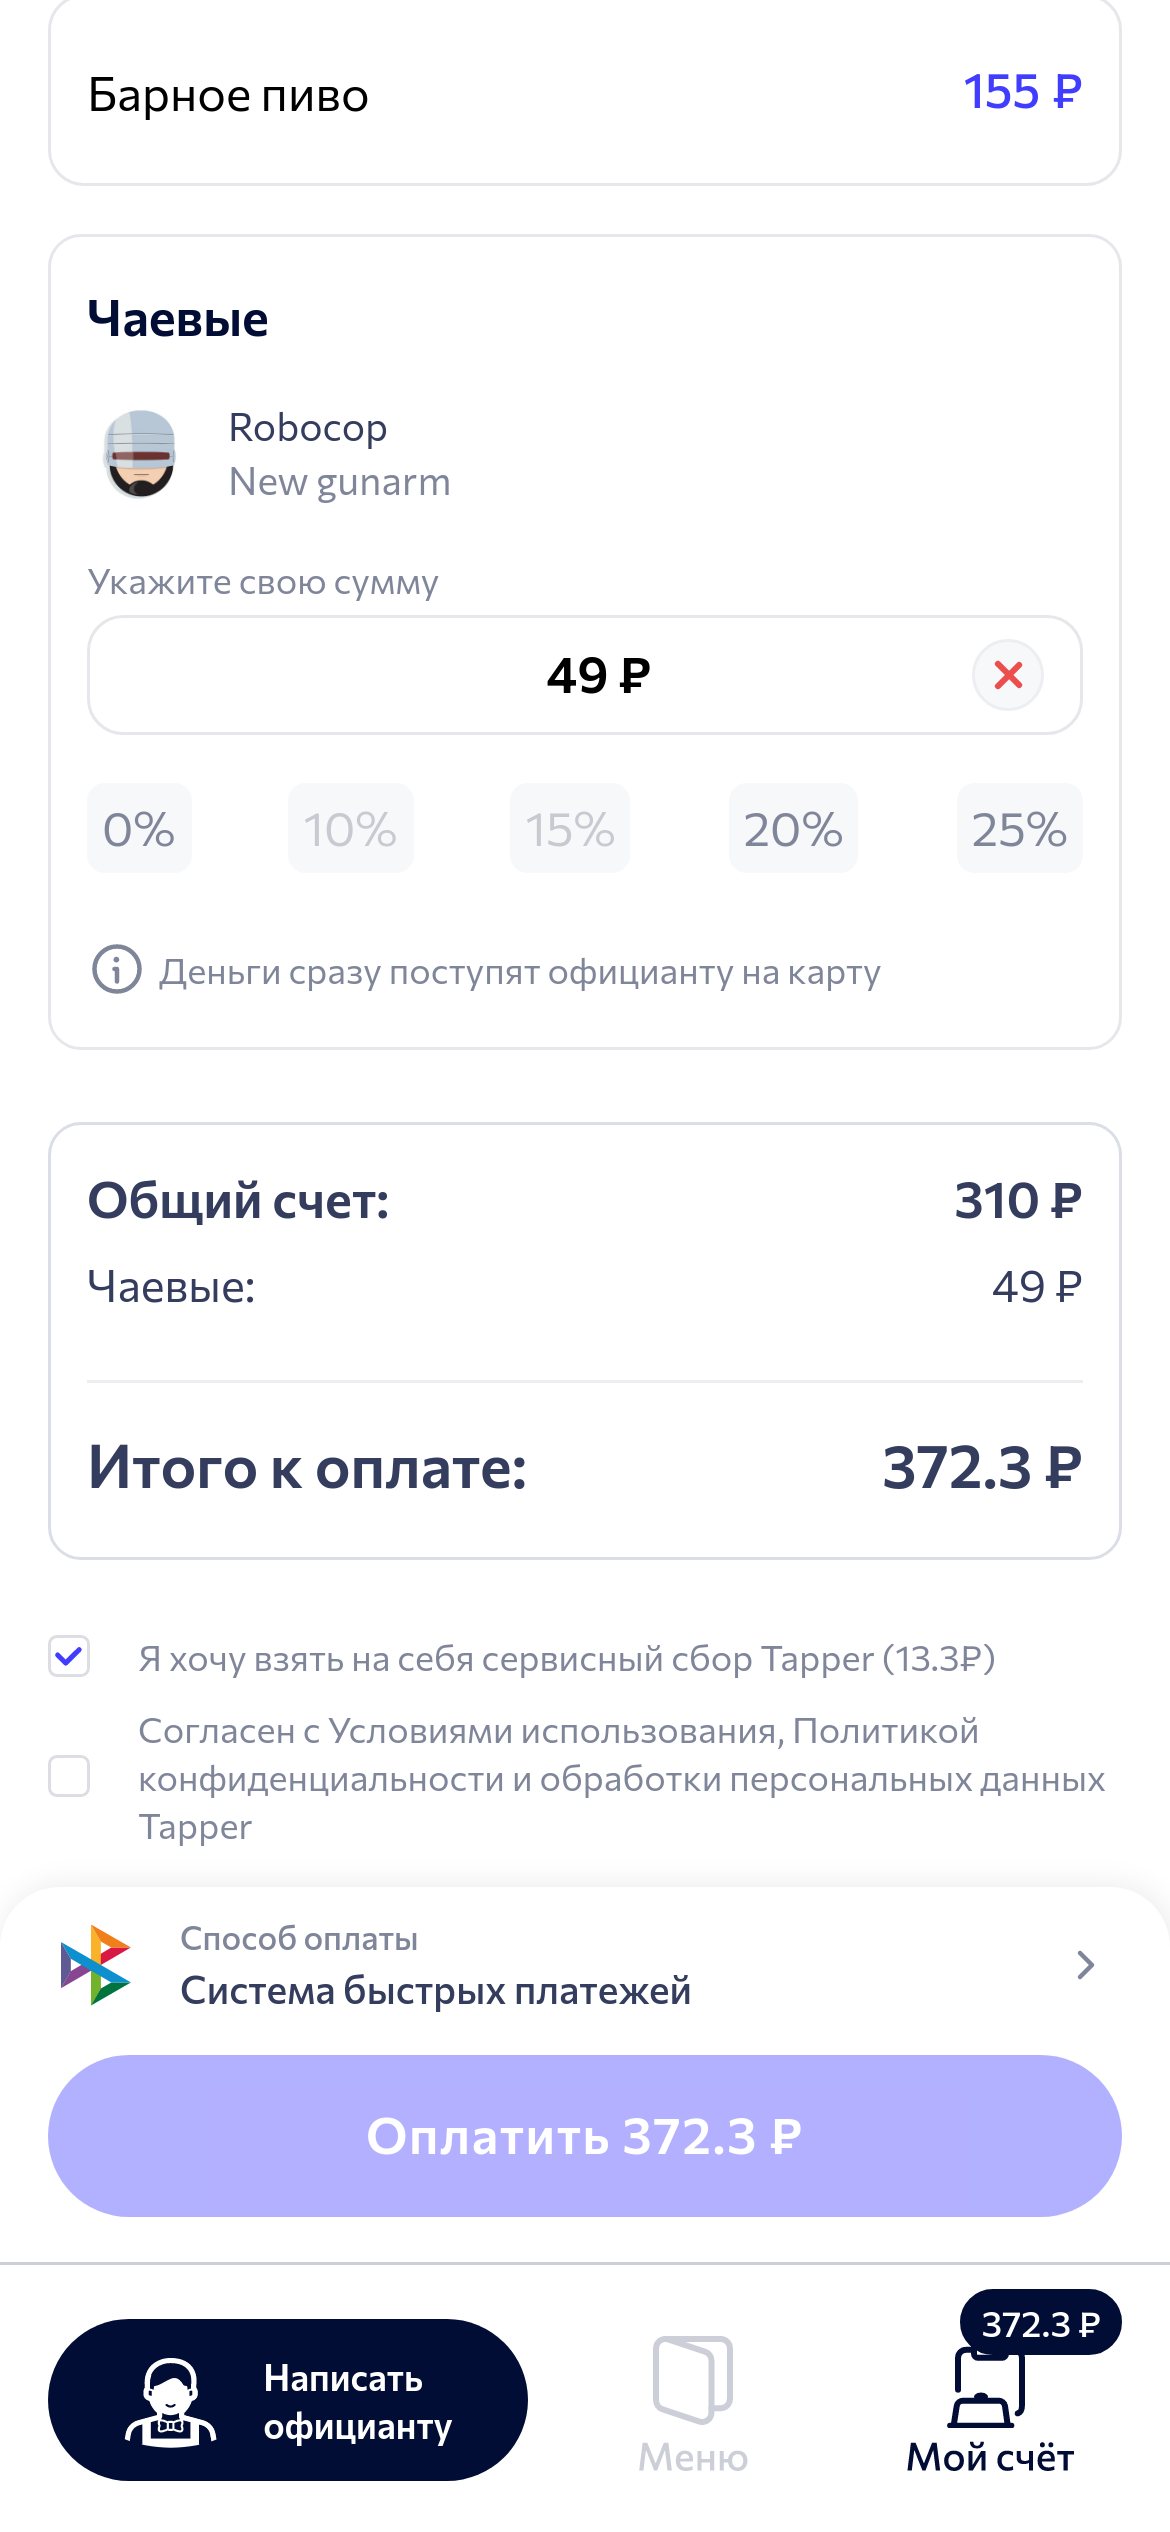 Барное пиво
155 ₽
Чаевые
Robocop
New gunarm
Укажите свою сумму
49 ₽
0%
10%
15%
20%
25%
Деньги сразу поступят официанту на карту
Общий счет:
310 ₽
Чаевые:
49 ₽
Итого к оплате:
372.3 ₽
Я хочу взять на себя сервисный сбор Tapper (13.3₽)
Согласен с Условиями использования, Политикой
конфиденциальности и обработки персональных данных
Tapper
Способ оплаты
Система быстрых платежей
Оплатить 372.3 ₽
Написать
официанту
Меню
372.3 ₽
Мой счёт